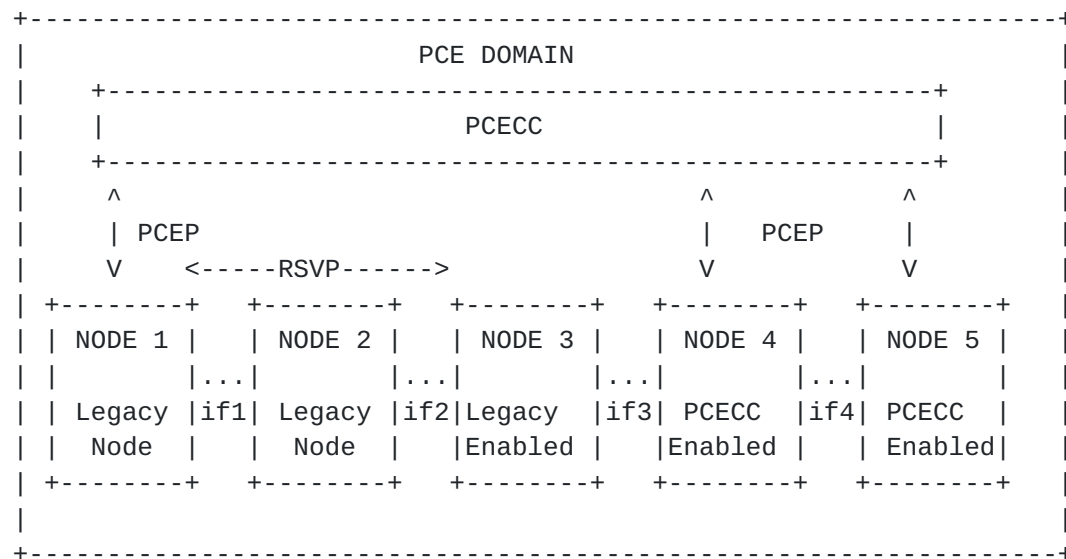 +------------------------------------------------------------------+
|                         PCE DOMAIN                               |
|    +-----------------------------------------------------+       |
|    |                       PCECC                         |       |
|    +-----------------------------------------------------+       |
|     ^                                     ^            ^         |
|     | PCEP                                |   PCEP     |         |
|     V    <-----RSVP------>                V            V         |
| +--------+   +--------+   +--------+   +--------+   +--------+   |
| | NODE 1 |   | NODE 2 |   | NODE 3 |   | NODE 4 |   | NODE 5 |   |
| |        |...|        |...|        |...|        |...|        |   |
| | Legacy |if1| Legacy |if2|Legacy  |if3| PCECC  |if4| PCECC  |   |
| |  Node  |   |  Node  |   |Enabled |   |Enabled |   | Enabled|   |
| +--------+   +--------+   +--------+   +--------+   +--------+   |
|                                                                  |
+------------------------------------------------------------------+